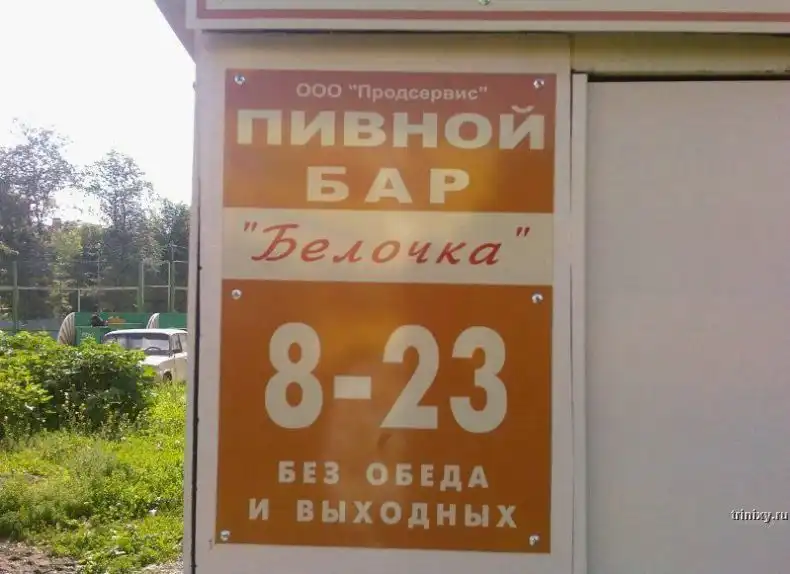 ООО "Продсервис"
ПИВНОЙ
БАР
"Белочка"
8-23
БЕЗ ОБЕДА
И ВЫХОДНЫХ
trinixy.ru